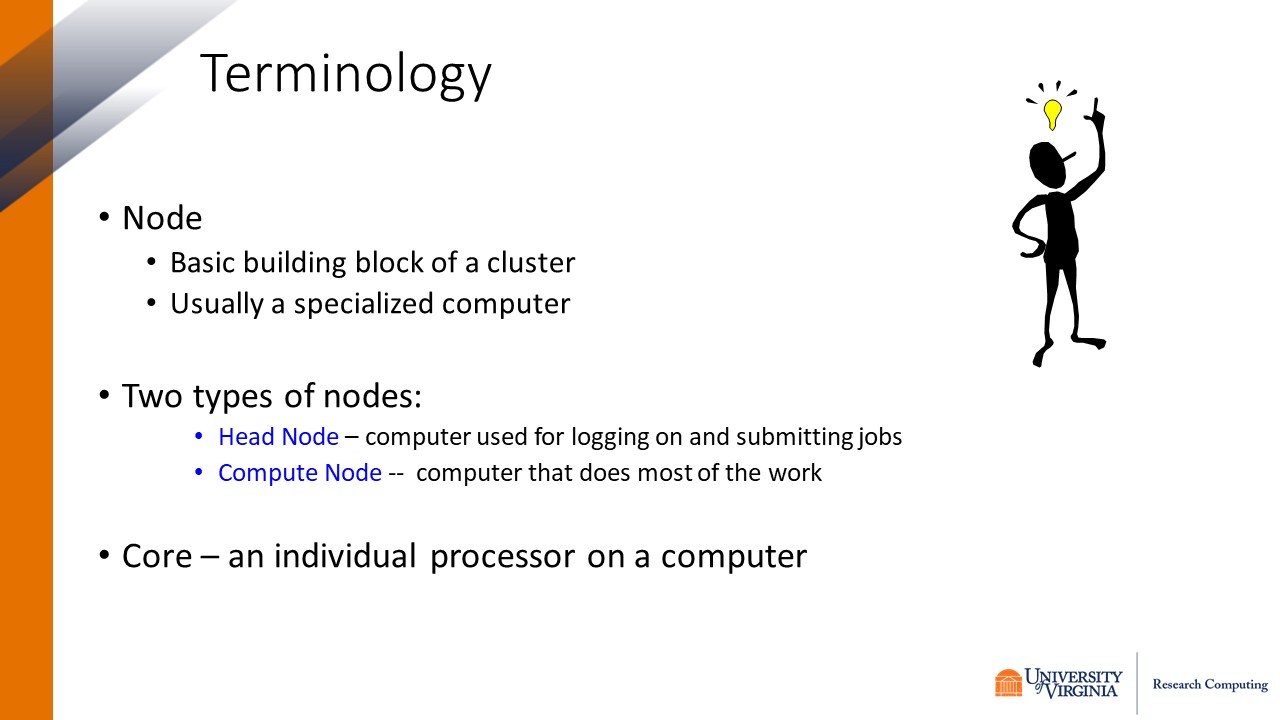 Terminology
• Node
• Basic building block of a cluster
• Usually a specialized computer
• Two types of nodes:
• Head Node – computer used for logging on and submitting jobs
• Compute Node -- computer that does most of the work
• Core – an individual processor on a computer
UNIVERSITY
of VIRGINIA
Research Computing